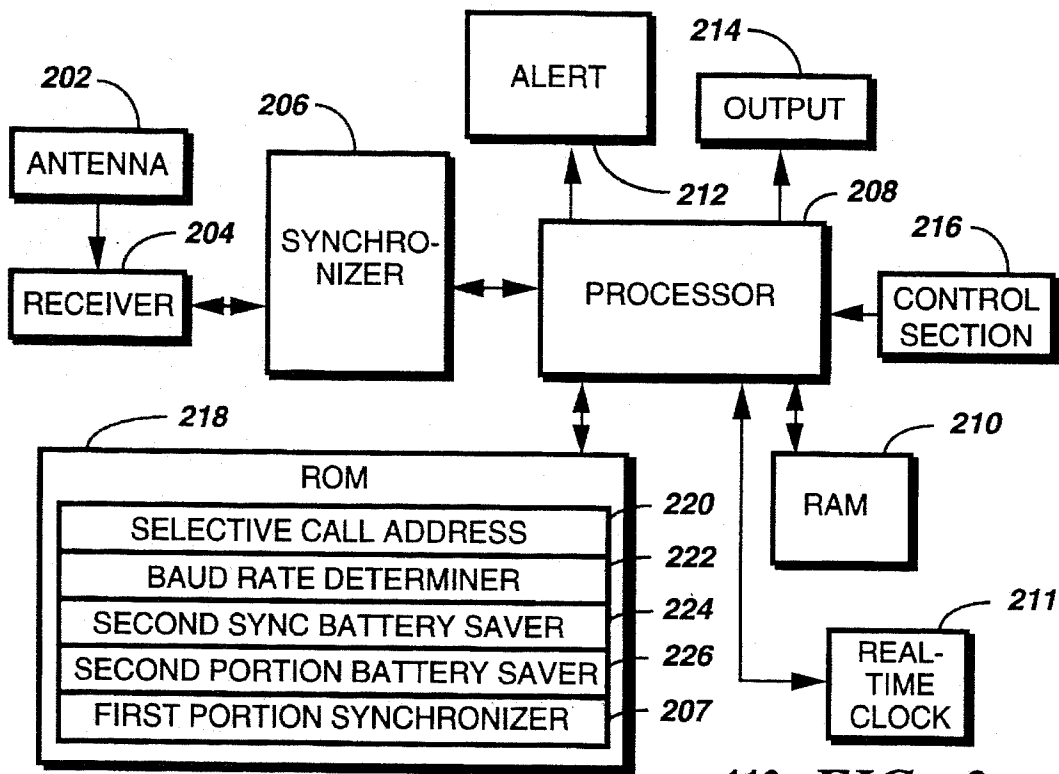 202
ANTENNA
204
RECEIVER
206
SYNCHRO-
NIZER
ALERT
212
214
OUTPUT
208
PROCESSOR
216
CONTROL
SECTION
218
ROM
SELECTIVE CALL ADDRESS
220
BAUD RATE DETERMINER
222
SECOND SYNC BATTERY SAVER
224
SECOND PORTION BATTERY SAVER
226
FIRST PORTION SYNCHRONIZER
207
210
RAM
211
REAL-
TIME
CLOCK